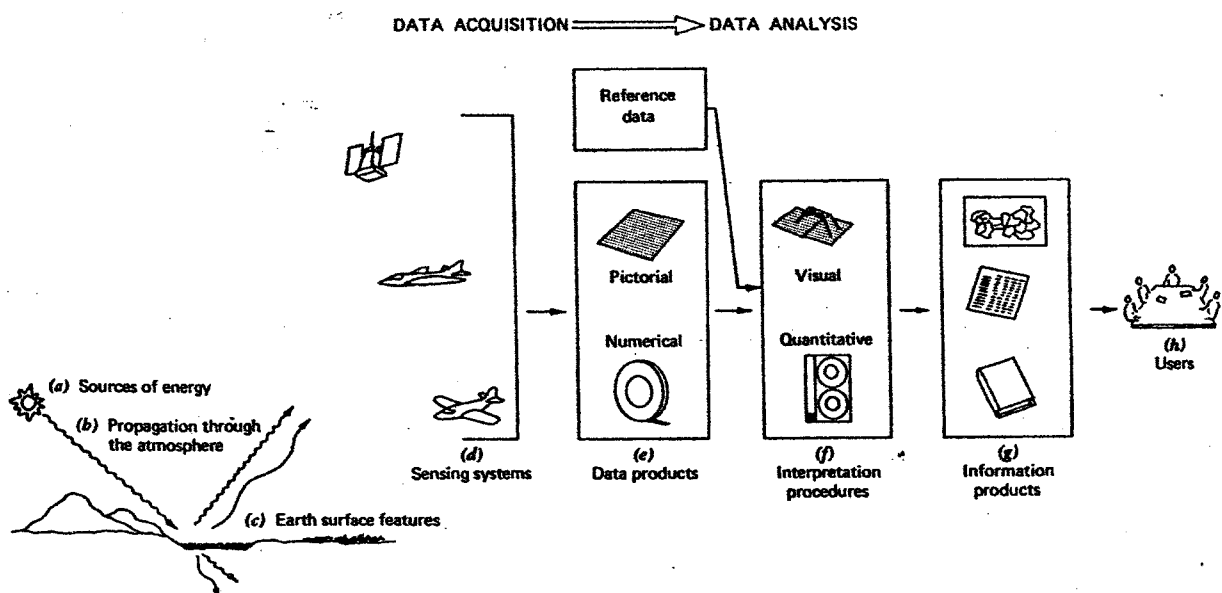 DATA ACQUISITION DATA ANALYSIS
Reference
data
Pictorial
Numerical
Visual
Quantitative
(a) Sources of energy
(b) Propagation through
the atmosphere
(c) Earth surface features
(d)
Sensing systems
(e)
Data products
(f)
Interpretation
procedures
(g)
Information
products
(h)
Users